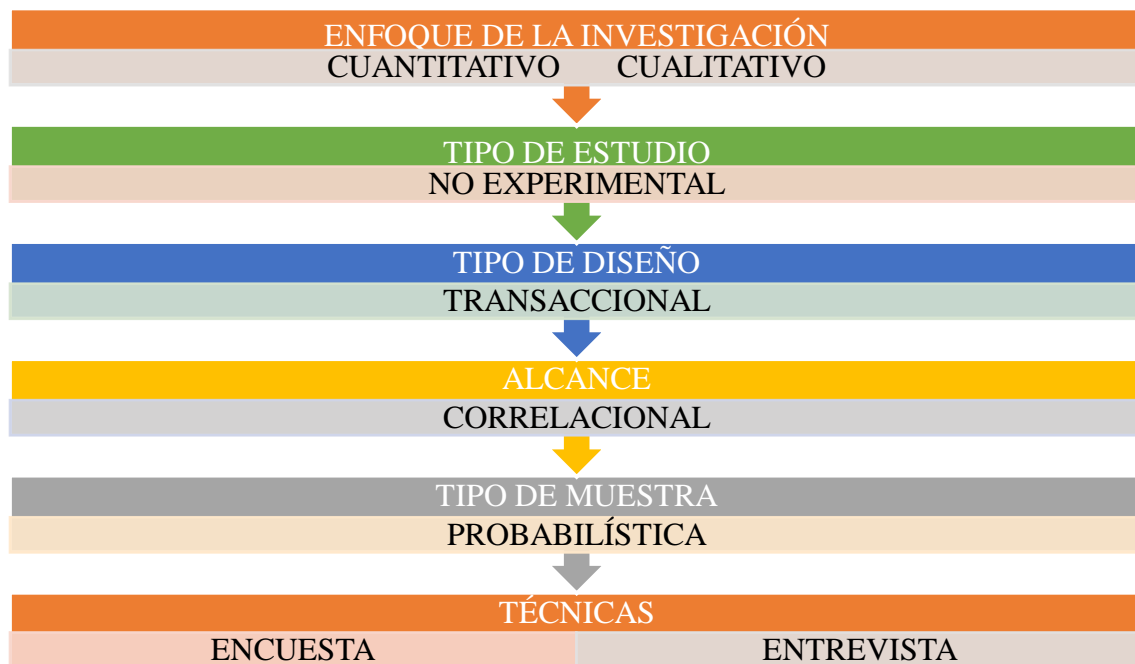 ENFOQUE DE LA INVESTIGACIÓN
CUANTITATIVO CUALITATIVO
TIPO DE ESTUDIO
NO EXPERIMENTAL
TIPO DE DISEÑO
TRANSACCIONAL
ALCANCE
CORRELACIONAL
TIPO DE MUESTRA
PROBABILÍSTICA
TÉCNICAS
ENCUESTA ENTREVISTA